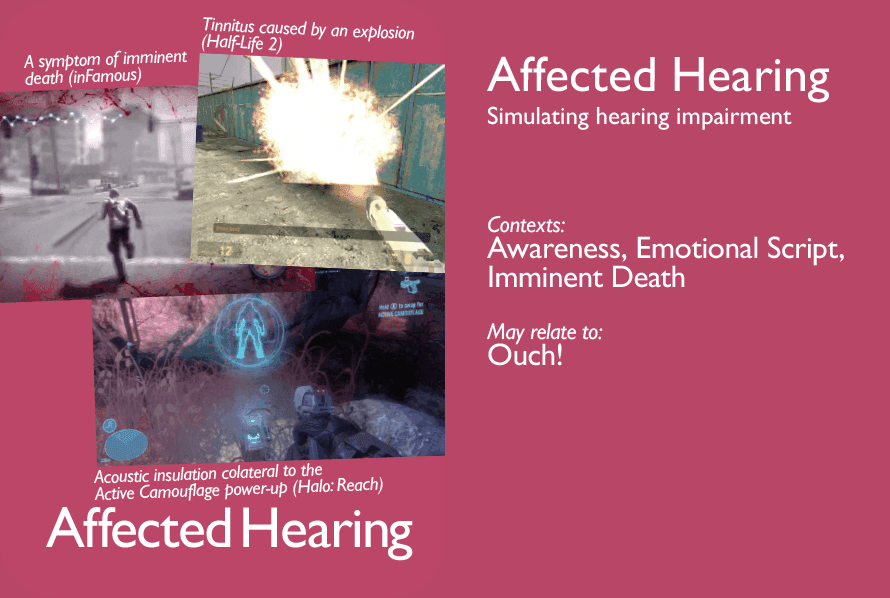 Tinnitus caused by an explosion
(Half-Life 2)
A symptom of imminent
death (inFamous)
12
Hold (X) to swap for
ACTIVE CAMOUFLAGE
Acoustic insulation colateral to the
Active Camouflage power-up (Halo: Reach)
Affected Hearing
Affected Hearing
Simulating hearing impairment
Contexts:
Awareness, Emotional Script,
Imminent Death
May relate to:
Ouch!